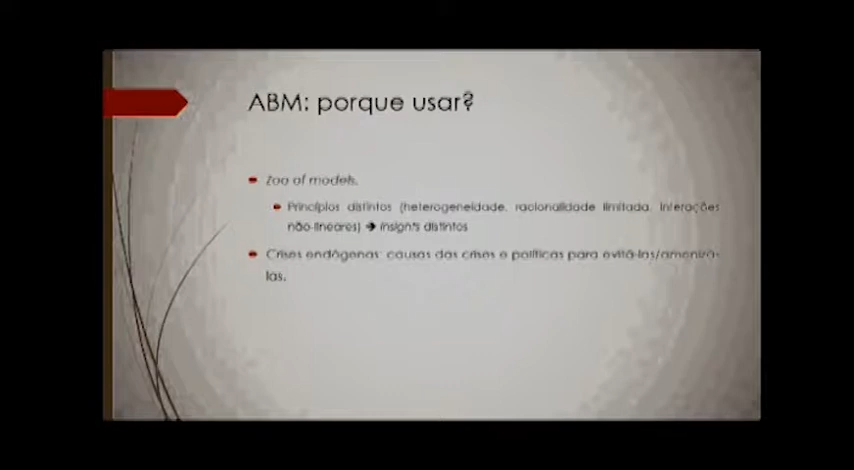 ABM: porque usar?
Zoo of models.
Princípios distintos (heterogeneidade, racionalidade limitada, interações
não-lineares) → insights distintos
Crises endógenas: causas das crises e políticas para evitá-las/amenizá-
las.